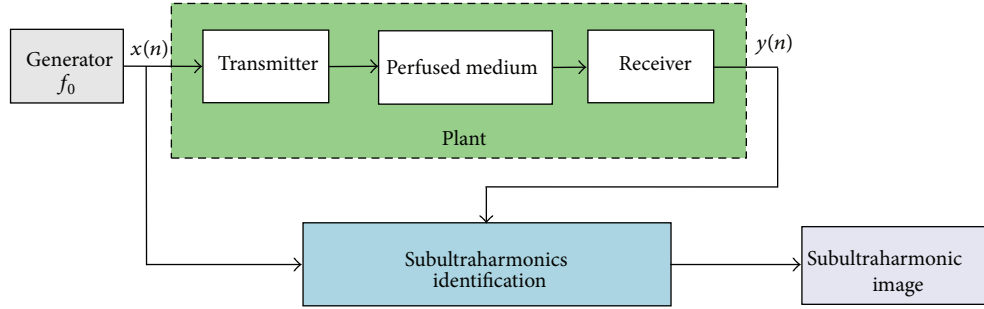 Generator
f₀
x(n)
Transmitter
Perfused medium
Receiver
y(n)
Plant
Subultraharmonics
identification
Subultraharmonic
image